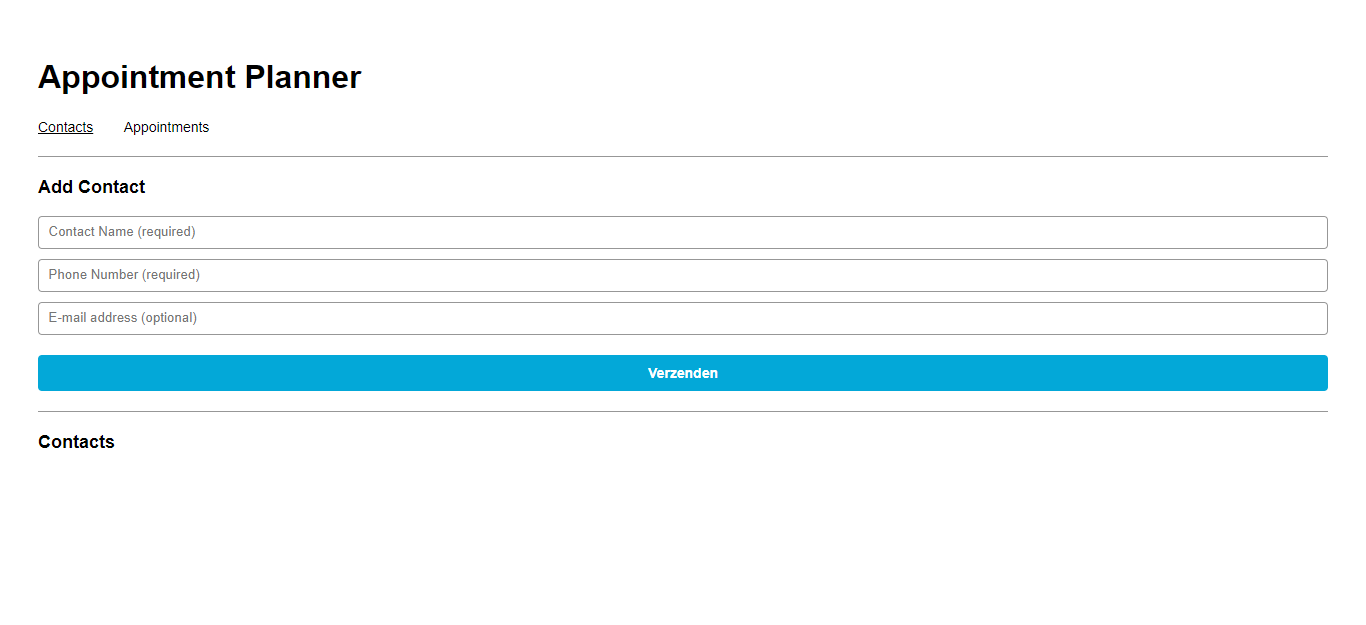 Appointment Planner
Contacts Appointments
Add Contact
Contact Name (required)
Phone Number (required)
E-mail address (optional)
Verzenden
Contacts